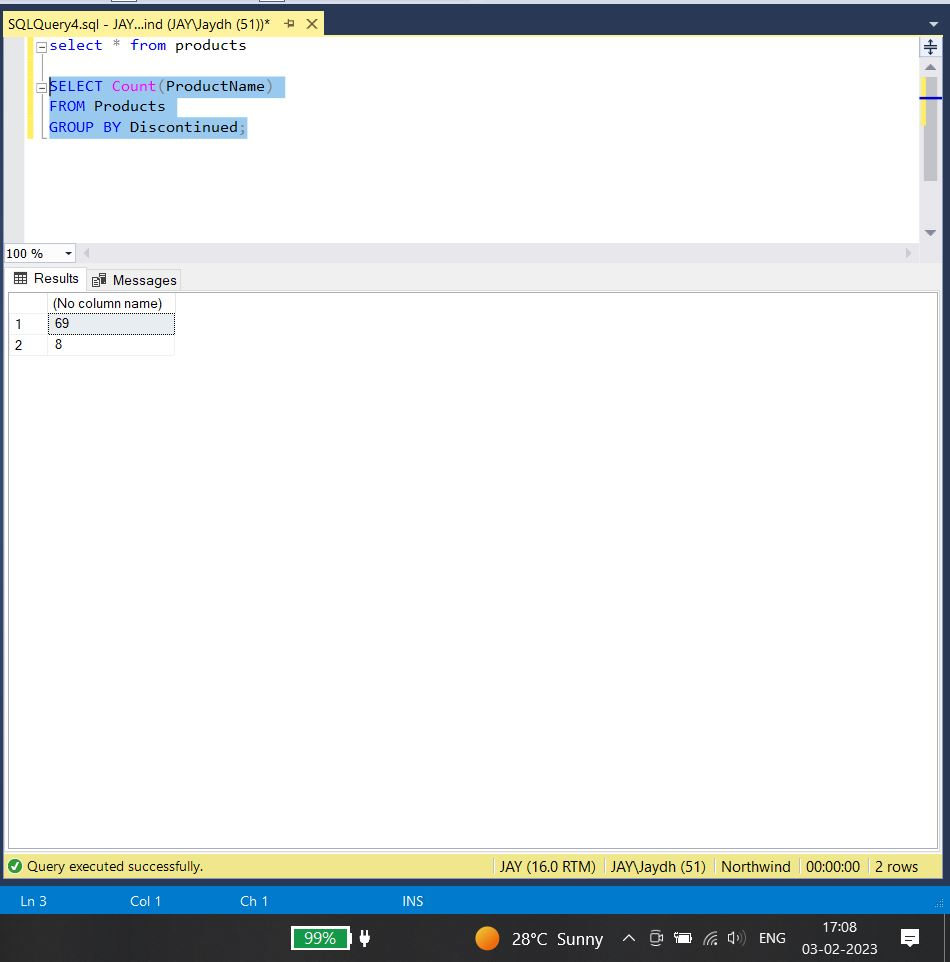 SQLQuery4.sql - JAY...ind (JAY\Jaydh (51))*
select * from products
SELECT Count(ProductName)
FROM Products
GROUP BY Discontinued;
100 %
Results Messages
(No column name)
1 69
2 8
Query executed successfully. JAY (16.0 RTM) JAY\Jaydh (51) Northwind 00:00:00 2 rows
Ln 3 Col 1 Ch 1 INS
99% 28°C Sunny ENG 17:08
03-02-2023